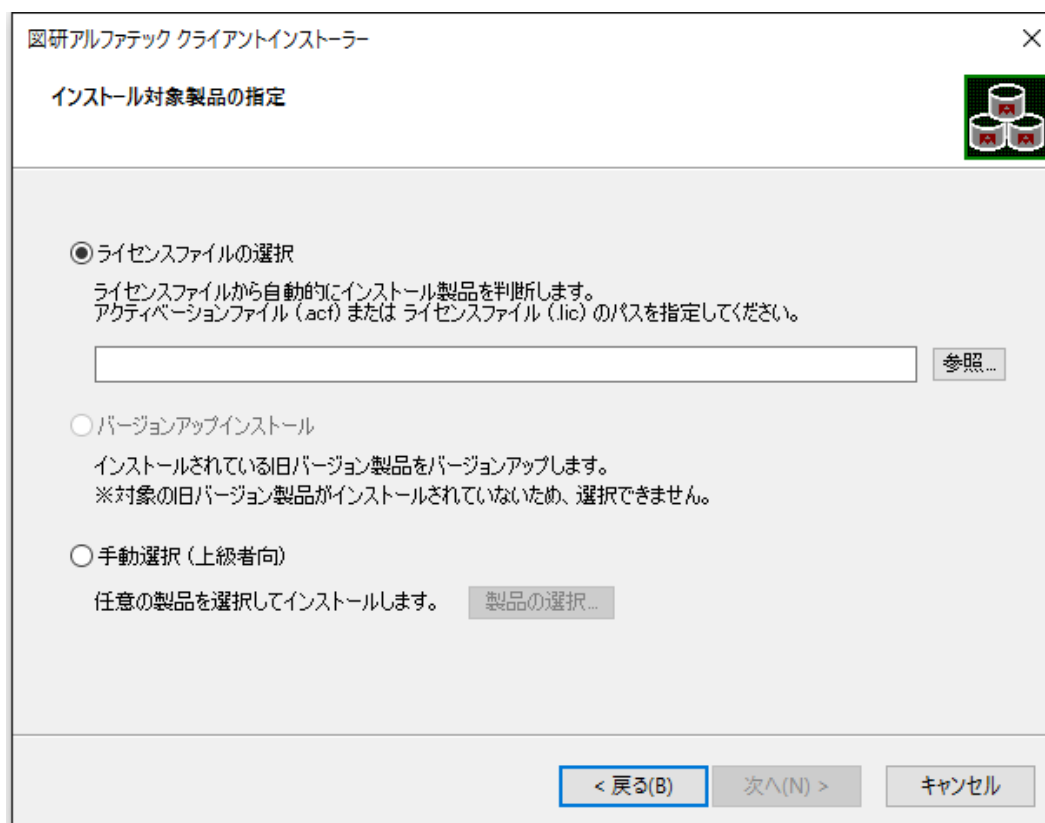 図研アルファテック クライアントインストーラー
インストール対象製品の指定
ライセンスファイルの選択
ライセンスファイルから自動的にインストール製品を判断します。
アクティベーションファイル (.acf) または ライセンスファイル (.lic) のパスを指定してください。
参照...
バージョンアップインストール
インストールされている旧バージョン製品をバージョンアップします。
※対象の旧バージョン製品がインストールされていないため、選択できません。
手動選択 (上級者向)
任意の製品を選択してインストールします。 製品の選択...
< 戻る(B) 次へ(N) > キャンセル